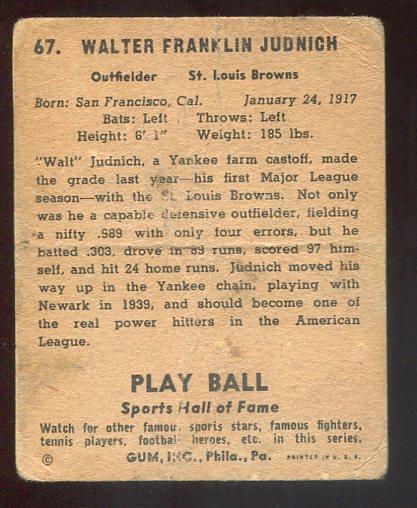 67. WALTER FRANKLIN JUDNICH
Outfielder St. Louis Browns
Born: San Francisco, Cal. January 24, 1917
Bats: Left Throws: Left
Height: 6' 1" Weight: 185 lbs.
"Walt" Judnich, a Yankee farm castoff, made
the grade last year—his first Major League
season—with the St. Louis Browns. Not only
was he a capable defensive outfielder, fielding
a nifty .989 with only four errors, but he
batted .303, drove in 89 runs, scored 97 him-
self, and hit 24 home runs. Judnich moved his
way up in the Yankee chain, playing with
Newark in 1939, and should become one of
the real power hitters in the American
League.
PLAY BALL
Sports Hall of Fame
Watch for other famous sports stars, famous fighters,
tennis players, football heroes, etc. in this series.
© GUM, INC., Phila., Pa. PRINTED IN U. S. A.